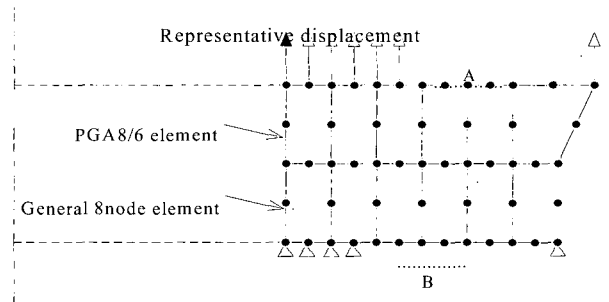 Representative displacement
A
PGA8/6 element
General 8node element
B